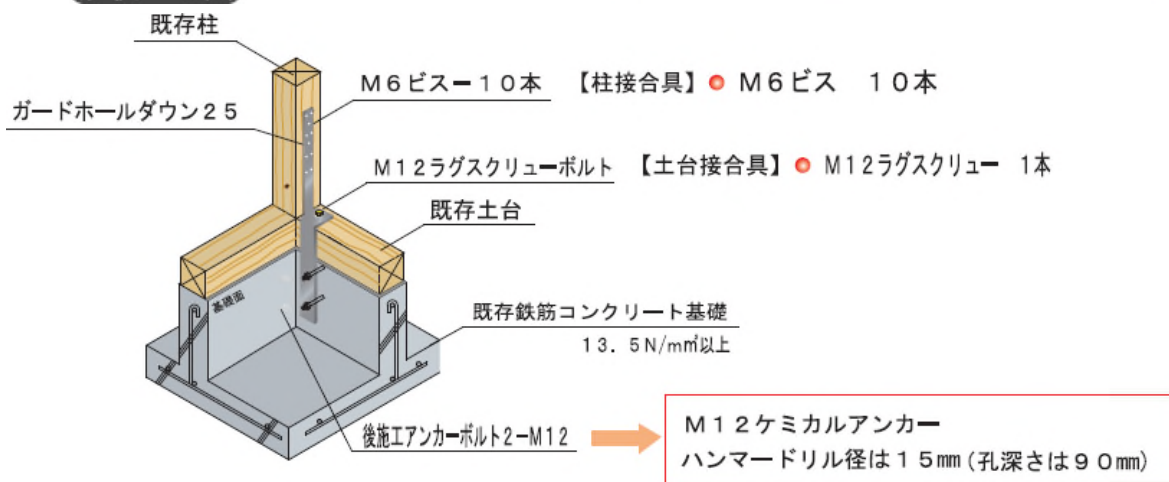 既存柱
M6ビスー10本 【柱接合具】 M6ビス 10本
ガードホールダウン25
M12ラグスクリューボルト 【土台接合具】 M12ラグスクリュー 1本
既存土台
基礎面
既存鉄筋コンクリート基礎
13.5N/m㎡以上
後施工アンカーボルト2-M12
M12ケミカルアンカー
ハンマードリル径は15㎜(孔深さは90㎜)